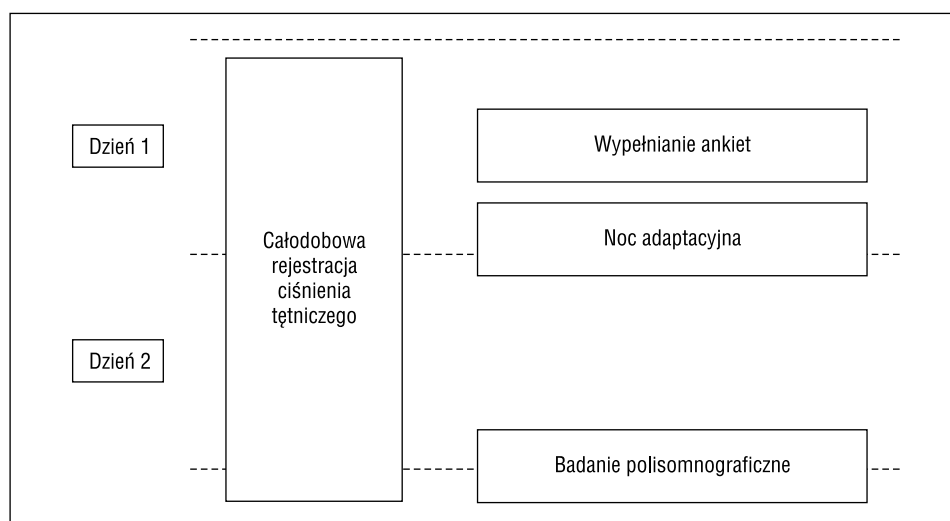 Dzień 1
Wypełnianie ankiet
Noc adaptacyjna
Całodobowa
rejestracja
ciśnienia
tętniczego
Dzień 2
Badanie polisomnograficzne